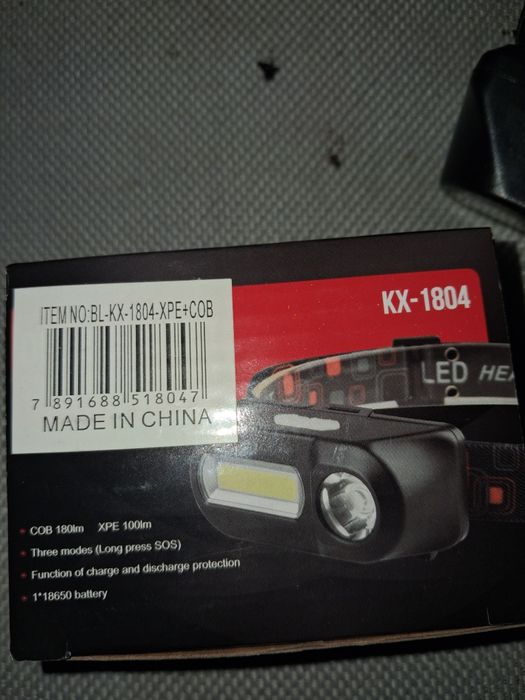 ITEM NO:BL-KX-1804-XPE+COB
7 891688 518047
MADE IN CHINA
KX-1804
LED HEA
COB 180lm XPE 100lm
Three modes (Long press SOS)
Function of charge and discharge protection
1*18650 battery